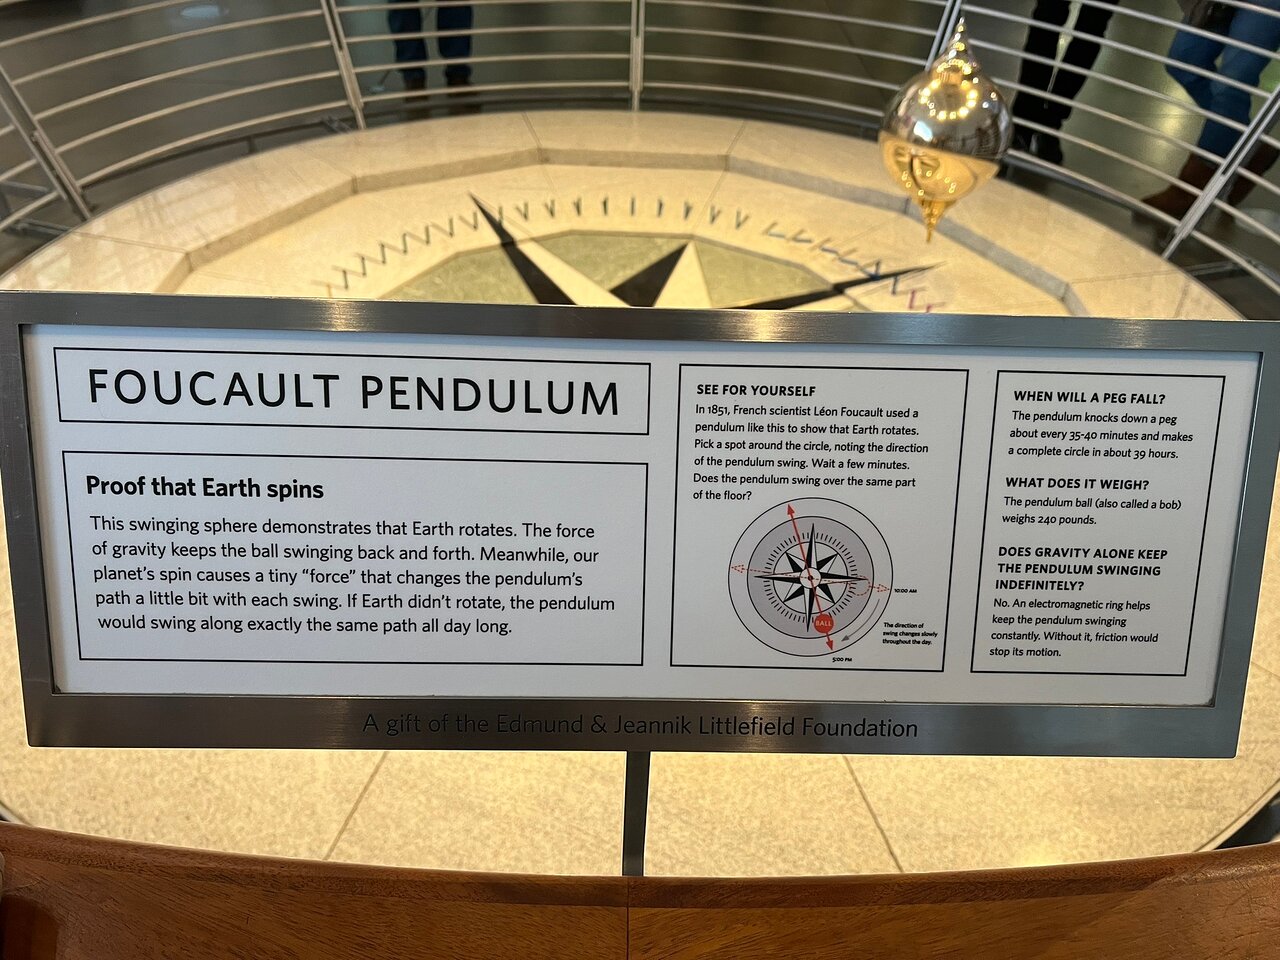 FOUCAULT PENDULUM
Proof that Earth spins
This swinging sphere demonstrates that Earth rotates. The force
of gravity keeps the ball swinging back and forth. Meanwhile, our
planet's spin causes a tiny “force” that changes the pendulum's
path a little bit with each swing. If Earth didn't rotate, the pendulum
would swing along exactly the same path all day long.
SEE FOR YOURSELF
In 1851, French scientist Léon Foucault used a
pendulum like this to show that Earth rotates.
Pick a spot around the circle, noting the direction
of the pendulum swing. Wait a few minutes.
Does the pendulum swing over the same part
of the floor?
10:00 AM
BALL
The direction of
swing changes slowly
throughout the day.
5:00 PM
WHEN WILL A PEG FALL?
The pendulum knocks down a peg
about every 35-40 minutes and makes
a complete circle in about 39 hours.
WHAT DOES IT WEIGH?
The pendulum ball (also called a bob)
weighs 240 pounds.
DOES GRAVITY ALONE KEEP
THE PENDULUM SWINGING
INDEFINITELY?
No. An electromagnetic ring helps
keep the pendulum swinging
constantly. Without it, friction would
stop its motion.
A gift of the Edmund & Jeannik Littlefield Foundation